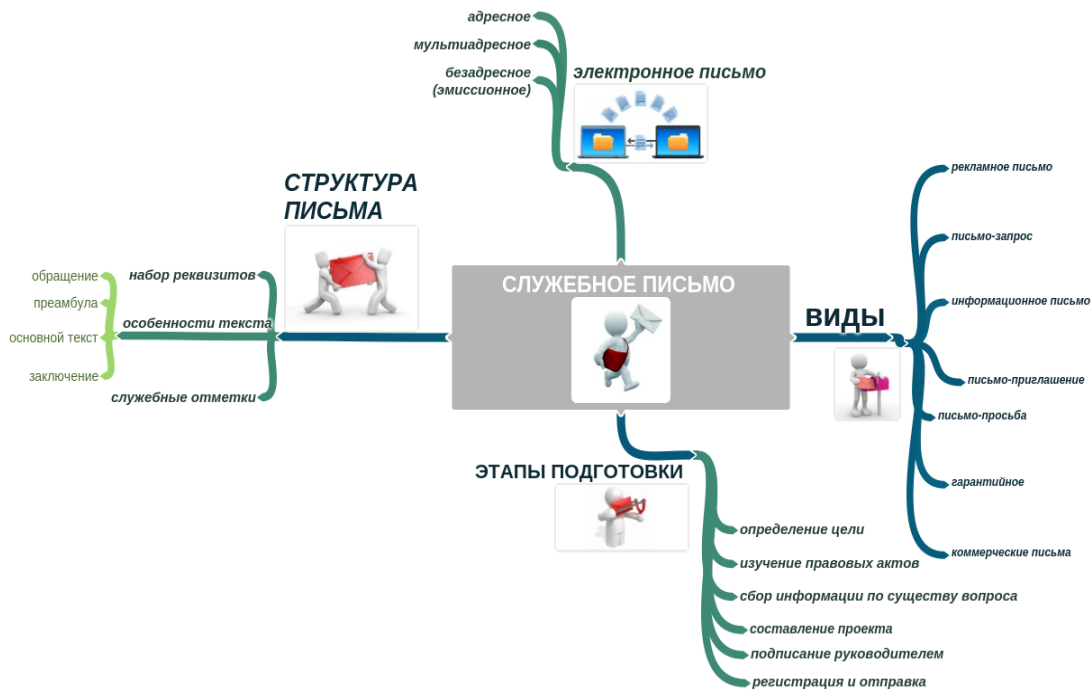 адресное
мультиадресное
безадресное
(эмиссионное)
электронное письмо
СТРУКТУРА
ПИСЬМА
набор реквизитов
особенности текста
служебные отметки
обращение
преамбула
основной текст
заключение
СЛУЖЕБНОЕ ПИСЬМО
ВИДЫ
рекламное письмо
письмо-запрос
информационное письмо
письмо-приглашение
письмо-просьба
гарантийное
коммерческие письма
ЭТАПЫ ПОДГОТОВКИ
определение цели
изучение правовых актов
сбор информации по существу вопроса
составление проекта
подписание руководителем
регистрация и отправка